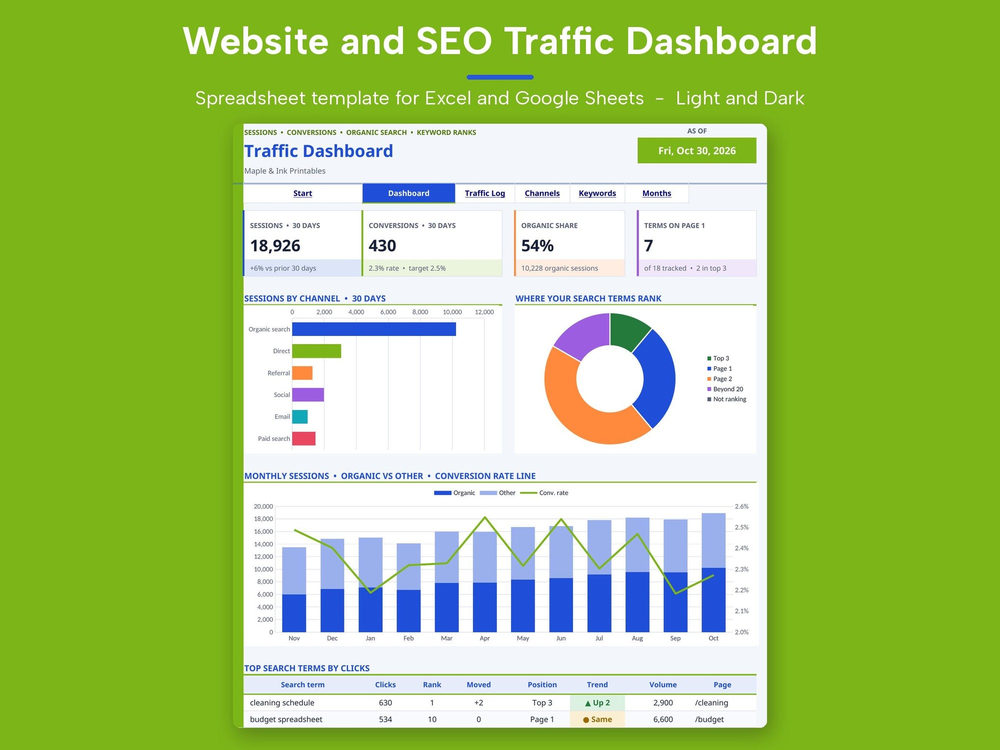 Website and SEO Traffic Dashboard
Spreadsheet template for Excel and Google Sheets - Light and Dark
SESSIONS • CONVERSIONS • ORGANIC SEARCH • KEYWORD RANKS
AS OF
Traffic Dashboard
Fri, Oct 30, 2026
Maple & Ink Printables
Start Dashboard Traffic Log Channels Keywords Months
SESSIONS • 30 DAYS CONVERSIONS • 30 DAYS ORGANIC SHARE TERMS ON PAGE 1
18,926 430 54% 7
+6% vs prior 30 days 2.3% rate • target 2.5% 10,228 organic sessions of 18 tracked • 2 in top 3
SESSIONS BY CHANNEL • 30 DAYS WHERE YOUR SEARCH TERMS RANK
0 2,000 4,000 6,000 8,000 10,000 12,000
Organic search
Direct
Referral
Social
Email
Paid search
Top 3
Page 1
Page 2
Beyond 20
Not ranking
MONTHLY SESSIONS • ORGANIC VS OTHER • CONVERSION RATE LINE
Organic Other Conv. rate
20,000 2.6%
18,000
16,000 2.5%
14,000
12,000 2.4%
10,000
8,000 2.3%
6,000 2.2%
4,000
2,000 2.1%
0 2.0%
Nov Dec Jan Feb Mar Apr May Jun Jul Aug Sep Oct
TOP SEARCH TERMS BY CLICKS
Search term Clicks Rank Moved Position Trend Volume Page
cleaning schedule 630 1 +2 Top 3 ▲ Up 2 2,900 /cleaning
budget spreadsheet 534 10 0 Page 1 ● Same 6,600 /budget